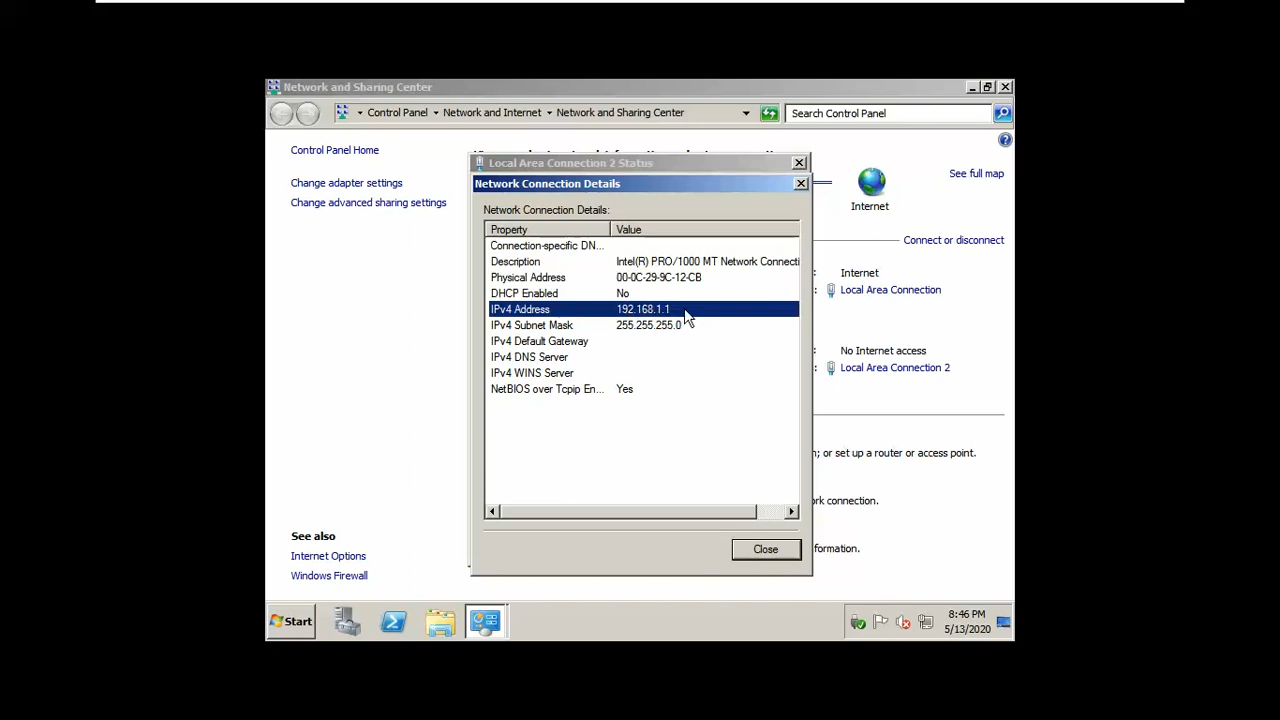 Network and Sharing Center
Control Panel Network and Internet Network and Sharing Center
Search Control Panel
Control Panel Home
Change adapter settings
Change advanced sharing settings
See also
Internet Options
Windows Firewall
Local Area Connection 2 Status
Network Connection Details
Network Connection Details:
Property Value
Connection-specific DN...
Description Intel(R) PRO/1000 MT Network Connecti
Physical Address 00-0C-29-9C-12-CB
DHCP Enabled No
IPv4 Address 192.168.1.1
IPv4 Subnet Mask 255.255.255.0
IPv4 Default Gateway
IPv4 DNS Server
IPv4 WINS Server
NetBIOS over Tcpip En... Yes
Close
See full map
Internet
Connect or disconnect
: Internet
: Local Area Connection
: No Internet access
: Local Area Connection 2
; or set up a router or access point.
rk connection.
formation.
Start
8:46 PM
5/13/2020